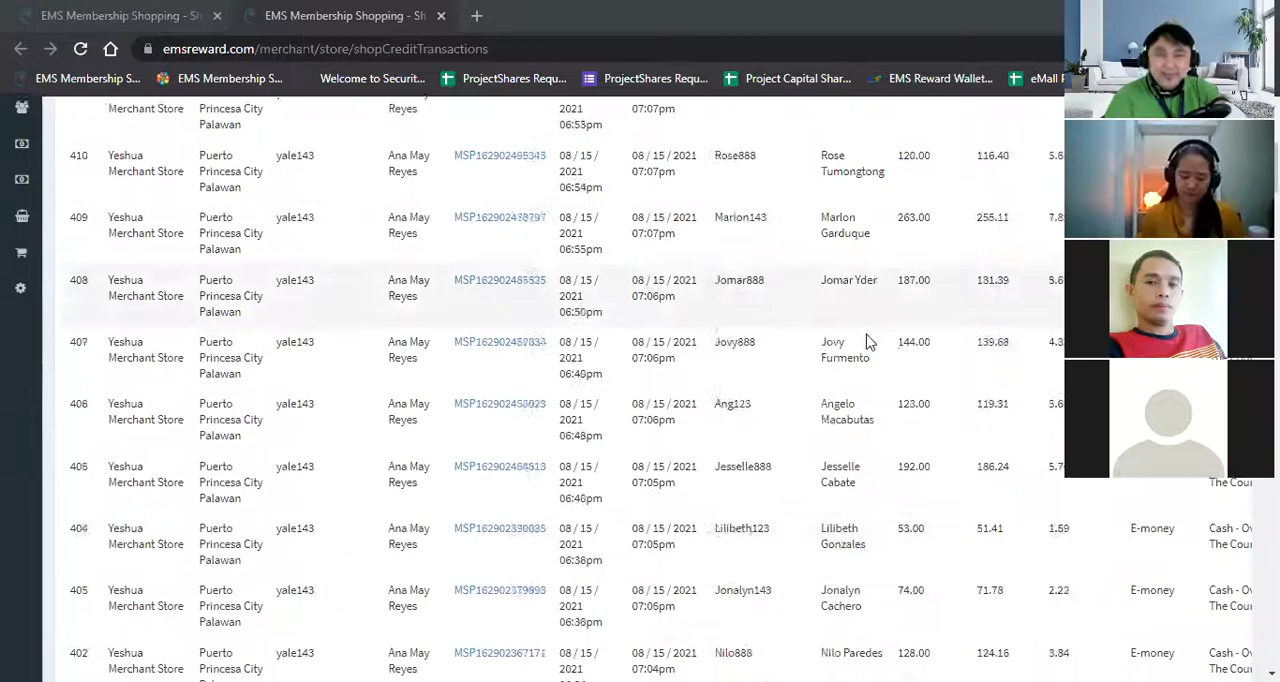 EMS Membership Shopping - Sh
EMS Membership Shopping - Sh
emsreward.com/merchant/store/shopCreditTransactions
EMS Membership S... EMS Membership S... Welcome to Securit... ProjectShares Requ... ProjectShares Requ... Project Capital Shar... EMS Reward Wallet... eMall
Merchant Store Princesa City Reyes 2021 07:07pm
Palawan 06:53pm
410 Yeshua Puerto yale143 Ana May 08 / 15 / 08 / 15 / 2021 Rose888 Rose 120.00 116.40
Merchant Store Princesa City Reyes 2021 07:07pm Tumongtong
Palawan 06:54pm
409 Yeshua Puerto yale143 Ana May 08 / 15 / 08 / 15 / 2021 Marlon143 Marlon 263.00 255.11
Merchant Store Princesa City Reyes 2021 07:07pm Garduque
Palawan 06:55pm
408 Yeshua Puerto yale143 Ana May 08 / 15 / 08 / 15 / 2021 Jomar888 Jomar Yder 187.00
Merchant Store Princesa City Reyes 2021 07:06pm
Palawan 06:50pm
407 Yeshua Puerto yale143 Ana May 08 / 15 / 08 / 15 / 2021 Jovy888 Jovy 144.00 139.68
Merchant Store Princesa City Reyes 2021 07:06pm Furmento
Palawan
406 Yeshua Puerto yale143 Ana May 08 / 15 / 08 / 15 / 2021 Ang123 Angelo 123.00 119.31
Merchant Store Princesa City Reyes 2021 07:06pm Macabutas
Palawan 06:48pm
Yeshua Puerto yale143 Ana May 08 / 15 / 08 / 15 / 2021 Jesselle888 Jesselle 192.00 186.24
Merchant Store Princesa City Reyes 2021 07:05pm Cabate The Cour
Palawan 06:46pm
404 Yeshua Puerto yale143 Ana May 08 / 15 / 08 / 15 / 2021 Lilibeth123 Lilibeth 53.00 51.41 1.59 E-money Cash - Ov
Merchant Store Princesa City Reyes 2021 07:05pm Gonzales The Cour
Palawan 06:38pm
405 Yeshua Puerto yale143 Ana May 08 / 15 / 08 / 15 / 2021 Jonalyn143 Jonalyn 74.00 71.78 2.22 E-money Cash - Ov
Merchant Store Princesa City Reyes 2021 07:06pm Cachero The Cour
Palawan 06:36pm
402 Yeshua Puerto yale143 Ana May 08 / 15 / 08 / 15 / 2021 Nilo888 Nilo Paredes 128.00 124.16 3.84 E-money Cash - Ov
Merchant Store Princesa City Reyes 2021 07:04pm The Cour